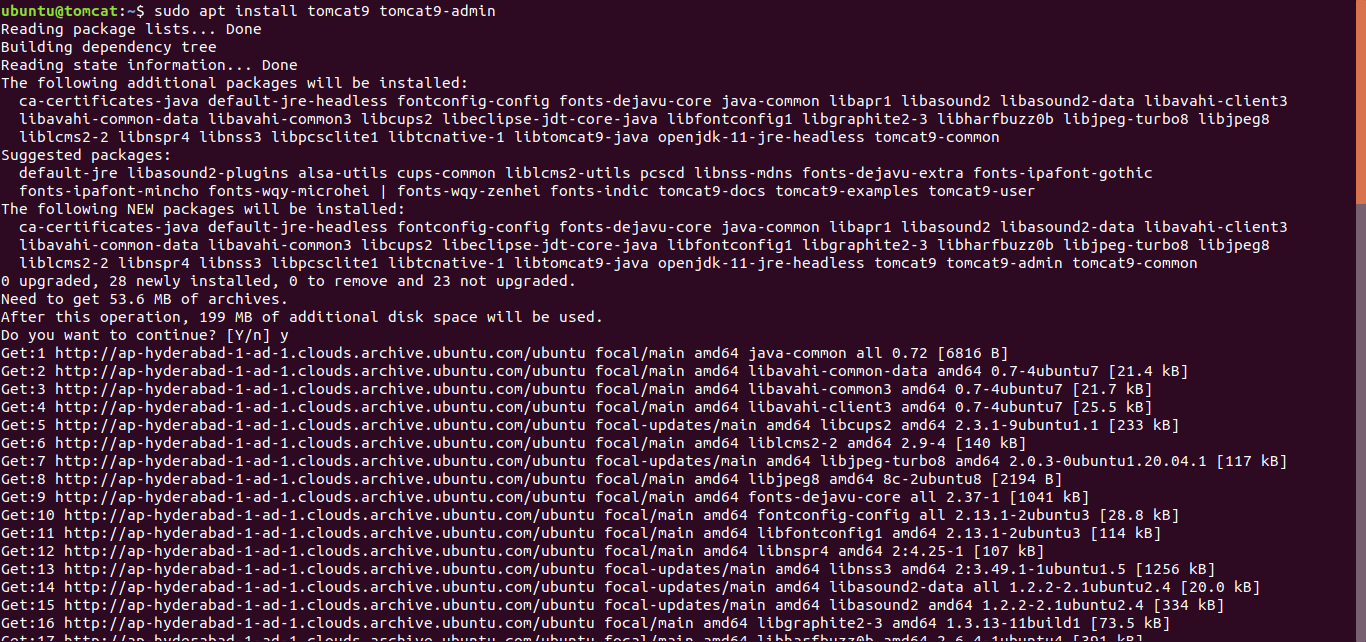 ubuntu@tomcat:~$ sudo apt install tomcat9 tomcat9-admin
Reading package lists... Done
Building dependency tree
Reading state information... Done
The following additional packages will be installed:
  ca-certificates-java default-jre-headless fontconfig-config fonts-dejavu-core java-common libapr1 libasound2 libasound2-data libavahi-client3
  libavahi-common-data libavahi-common3 libcups2 libeclipse-jdt-core-java libfontconfig1 libgraphite2-3 libharfbuzz0b libjpeg-turbo8 libjpeg8
  liblcms2-2 libnspr4 libnss3 libpcsclite1 libtcnative-1 libtomcat9-java openjdk-11-jre-headless tomcat9-common
Suggested packages:
  default-jre libasound2-plugins alsa-utils cups-common liblcms2-utils pcscd libnss-mdns fonts-dejavu-extra fonts-ipafont-gothic
  fonts-ipafont-mincho fonts-wqy-microhei | fonts-wqy-zenhei fonts-indic tomcat9-docs tomcat9-examples tomcat9-user
The following NEW packages will be installed:
  ca-certificates-java default-jre-headless fontconfig-config fonts-dejavu-core java-common libapr1 libasound2 libasound2-data libavahi-client3
  libavahi-common-data libavahi-common3 libcups2 libeclipse-jdt-core-java libfontconfig1 libgraphite2-3 libharfbuzz0b libjpeg-turbo8 libjpeg8
  liblcms2-2 libnspr4 libnss3 libpcsclite1 libtcnative-1 libtomcat9-java openjdk-11-jre-headless tomcat9 tomcat9-admin tomcat9-common
0 upgraded, 28 newly installed, 0 to remove and 23 not upgraded.
Need to get 53.6 MB of archives.
After this operation, 199 MB of additional disk space will be used.
Do you want to continue? [Y/n] y
Get:1 http://ap-hyderabad-1-ad-1.clouds.archive.ubuntu.com/ubuntu focal/main amd64 java-common all 0.72 [6816 B]
Get:2 http://ap-hyderabad-1-ad-1.clouds.archive.ubuntu.com/ubuntu focal/main amd64 libavahi-common-data amd64 0.7-4ubuntu7 [21.4 kB]
Get:3 http://ap-hyderabad-1-ad-1.clouds.archive.ubuntu.com/ubuntu focal/main amd64 libavahi-common3 amd64 0.7-4ubuntu7 [21.7 kB]
Get:4 http://ap-hyderabad-1-ad-1.clouds.archive.ubuntu.com/ubuntu focal/main amd64 libavahi-client3 amd64 0.7-4ubuntu7 [25.5 kB]
Get:5 http://ap-hyderabad-1-ad-1.clouds.archive.ubuntu.com/ubuntu focal-updates/main amd64 libcups2 amd64 2.3.1-9ubuntu1.1 [233 kB]
Get:6 http://ap-hyderabad-1-ad-1.clouds.archive.ubuntu.com/ubuntu focal/main amd64 liblcms2-2 amd64 2.9-4 [140 kB]
Get:7 http://ap-hyderabad-1-ad-1.clouds.archive.ubuntu.com/ubuntu focal-updates/main amd64 libjpeg-turbo8 amd64 2.0.3-0ubuntu1.20.04.1 [117 kB]
Get:8 http://ap-hyderabad-1-ad-1.clouds.archive.ubuntu.com/ubuntu focal/main amd64 libjpeg8 amd64 8c-2ubuntu8 [2194 B]
Get:9 http://ap-hyderabad-1-ad-1.clouds.archive.ubuntu.com/ubuntu focal/main amd64 fonts-dejavu-core all 2.37-1 [1041 kB]
Get:10 http://ap-hyderabad-1-ad-1.clouds.archive.ubuntu.com/ubuntu focal/main amd64 fontconfig-config all 2.13.1-2ubuntu3 [28.8 kB]
Get:11 http://ap-hyderabad-1-ad-1.clouds.archive.ubuntu.com/ubuntu focal/main amd64 libfontconfig1 amd64 2.13.1-2ubuntu3 [114 kB]
Get:12 http://ap-hyderabad-1-ad-1.clouds.archive.ubuntu.com/ubuntu focal/main amd64 libnspr4 amd64 2:4.25-1 [107 kB]
Get:13 http://ap-hyderabad-1-ad-1.clouds.archive.ubuntu.com/ubuntu focal-updates/main amd64 libnss3 amd64 2:3.49.1-1ubuntu1.5 [1256 kB]
Get:14 http://ap-hyderabad-1-ad-1.clouds.archive.ubuntu.com/ubuntu focal-updates/main amd64 libasound2-data all 1.2.2-2.1ubuntu2.4 [20.0 kB]
Get:15 http://ap-hyderabad-1-ad-1.clouds.archive.ubuntu.com/ubuntu focal-updates/main amd64 libasound2 amd64 1.2.2-2.1ubuntu2.4 [334 kB]
Get:16 http://ap-hyderabad-1-ad-1.clouds.archive.ubuntu.com/ubuntu focal/main amd64 libgraphite2-3 amd64 1.3.13-11build1 [73.5 kB]
Get:17 http://ap-hyderabad-1-ad-1.clouds.archive.ubuntu.com/ubuntu focal/main amd64 libharfbuzz0b amd64 2.6.4-1ubuntu4 [391 kB]